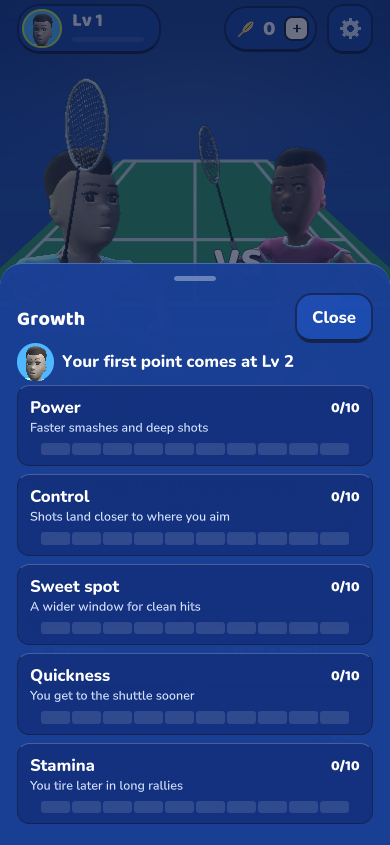 Lv 1
0
+
VS
Growth
Close
Your first point comes at Lv 2
Power
0/10
Faster smashes and deep shots
Control
0/10
Shots land closer to where you aim
Sweet spot
0/10
A wider window for clean hits
Quickness
0/10
You get to the shuttle sooner
Stamina
0/10
You tire later in long rallies